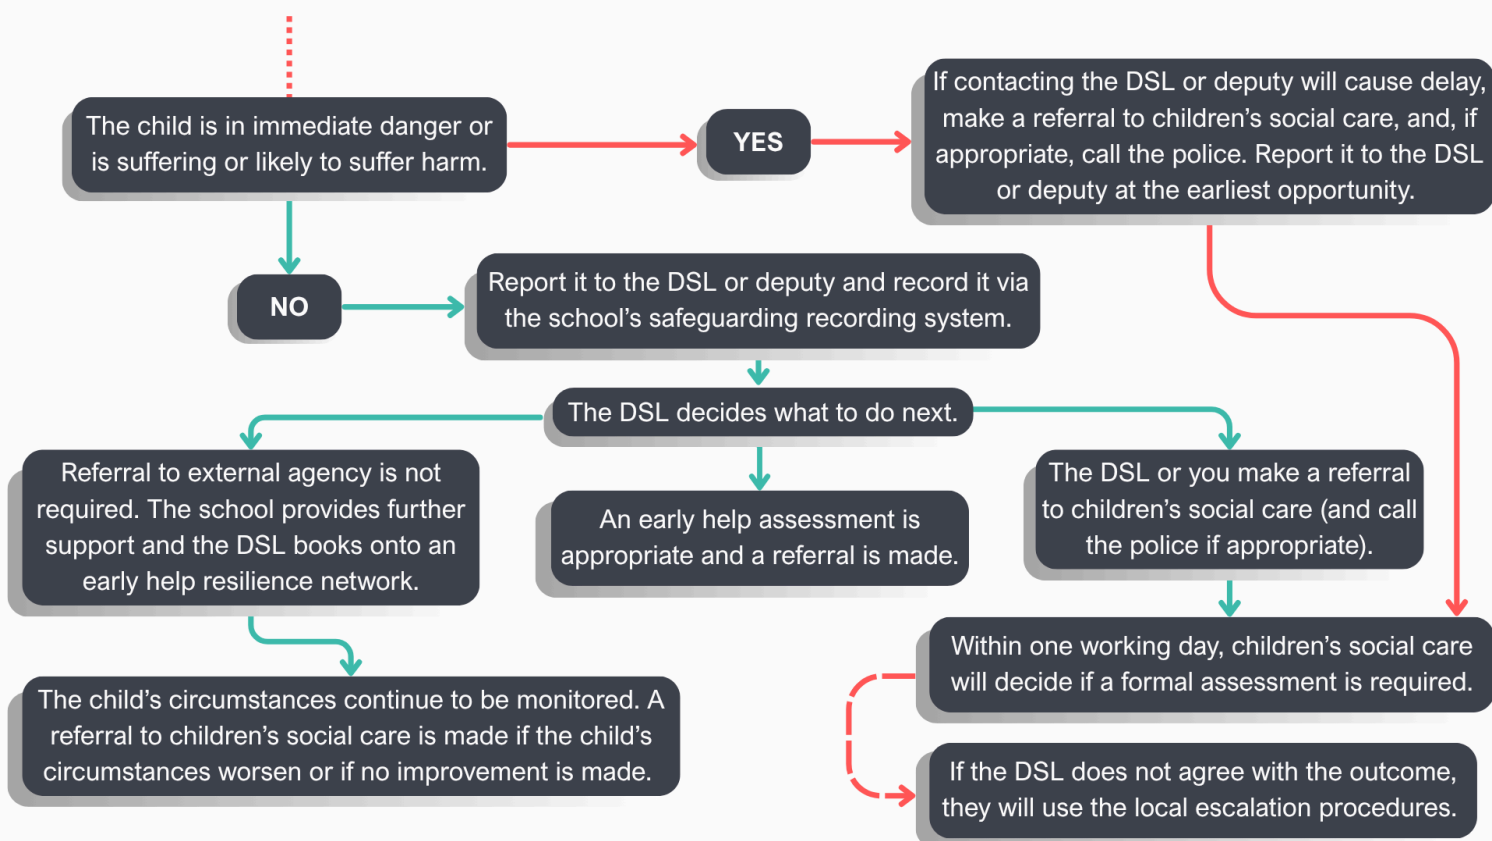 The child is in immediate danger or
is suffering or likely to suffer harm.
YES
If contacting the DSL or deputy will cause delay,
make a referral to children’s social care, and, if
appropriate, call the police. Report it to the DSL
or deputy at the earliest opportunity.
NO
Report it to the DSL or deputy and record it via
the school’s safeguarding recording system.
The DSL decides what to do next.
Referral to external agency is not
required. The school provides further
support and the DSL books onto an
early help resilience network.
An early help assessment is
appropriate and a referral is made.
The DSL or you make a referral
to children’s social care (and call
the police if appropriate).
The child’s circumstances continue to be monitored. A
referral to children’s social care is made if the child’s
circumstances worsen or if no improvement is made.
Within one working day, children’s social care
will decide if a formal assessment is required.
If the DSL does not agree with the outcome,
they will use the local escalation procedures.